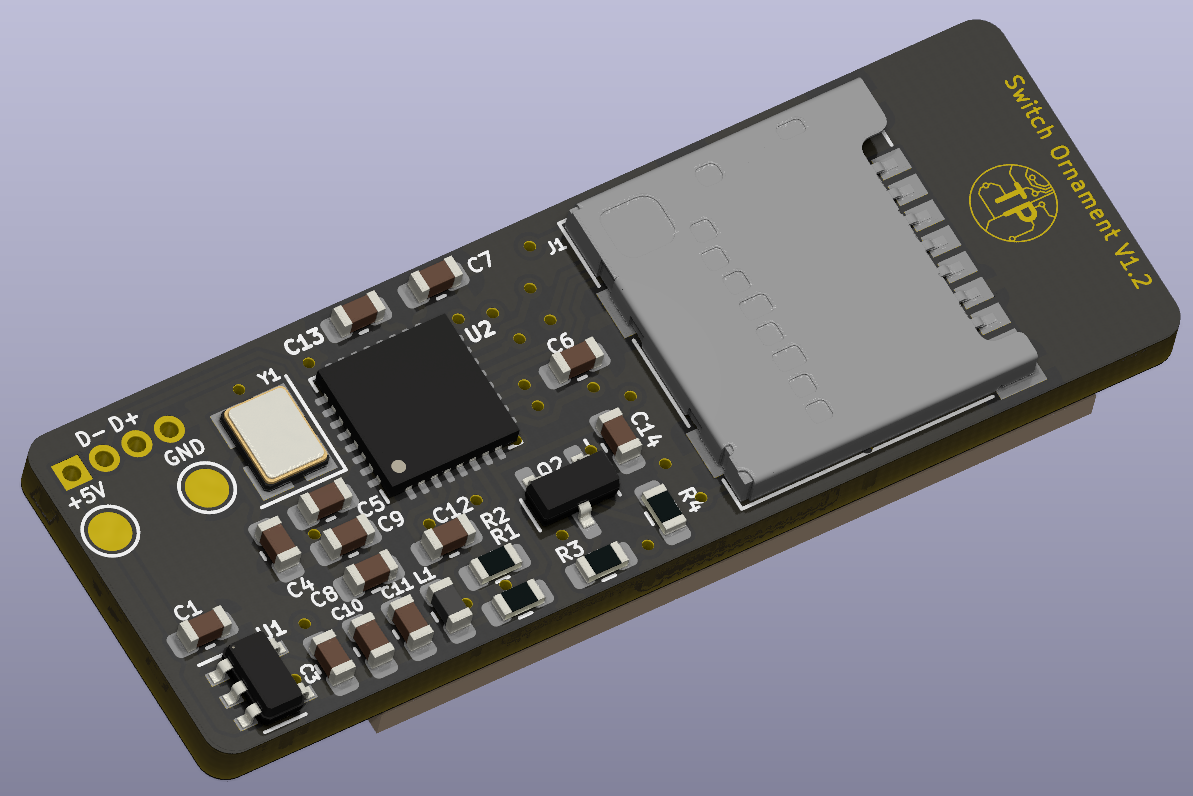 Switch Ornament V1.2
TP
J1
C7
U2
C13
C6
Y1
C14
D- D+
GND
+5V
Q2
R4
C5
C9
C12
R2
R1
R3
C4
C8
C11
L1
C10
C1
U1